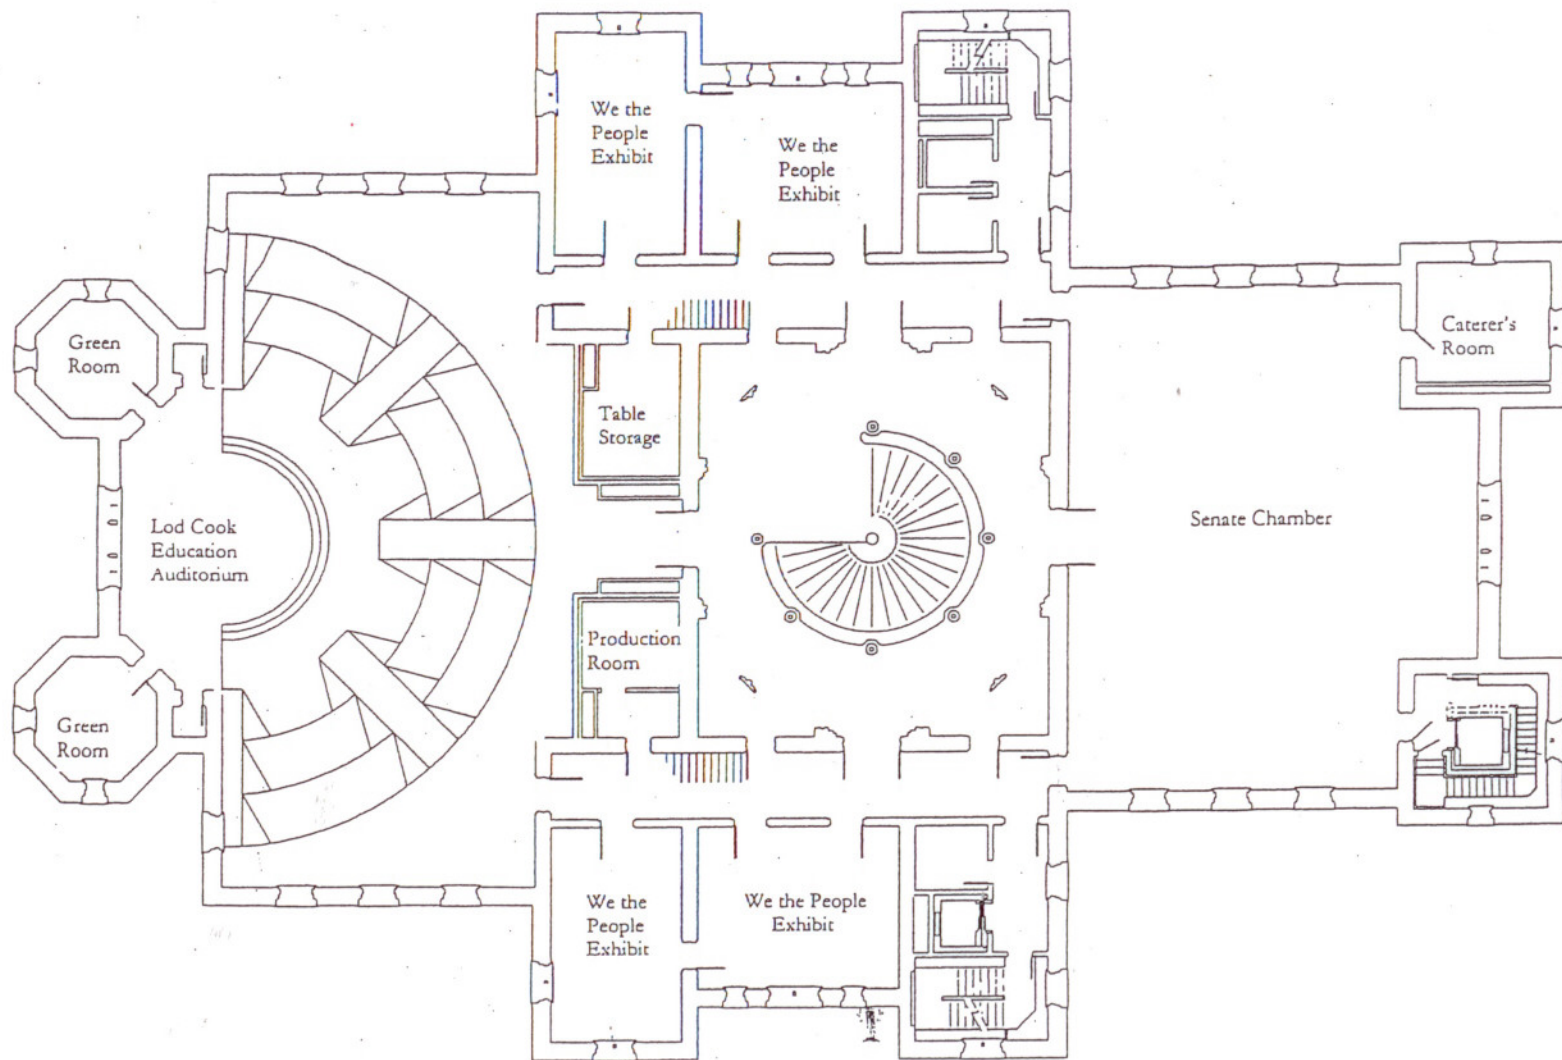 We the
People
Exhibit
We the
People
Exhibit
Green
Room
Caterer's
Room
Table
Storage
Lod Cook
Education
Auditorium
Senate Chamber
Production
Room
Green
Room
We the
People
Exhibit
We the People
Exhibit